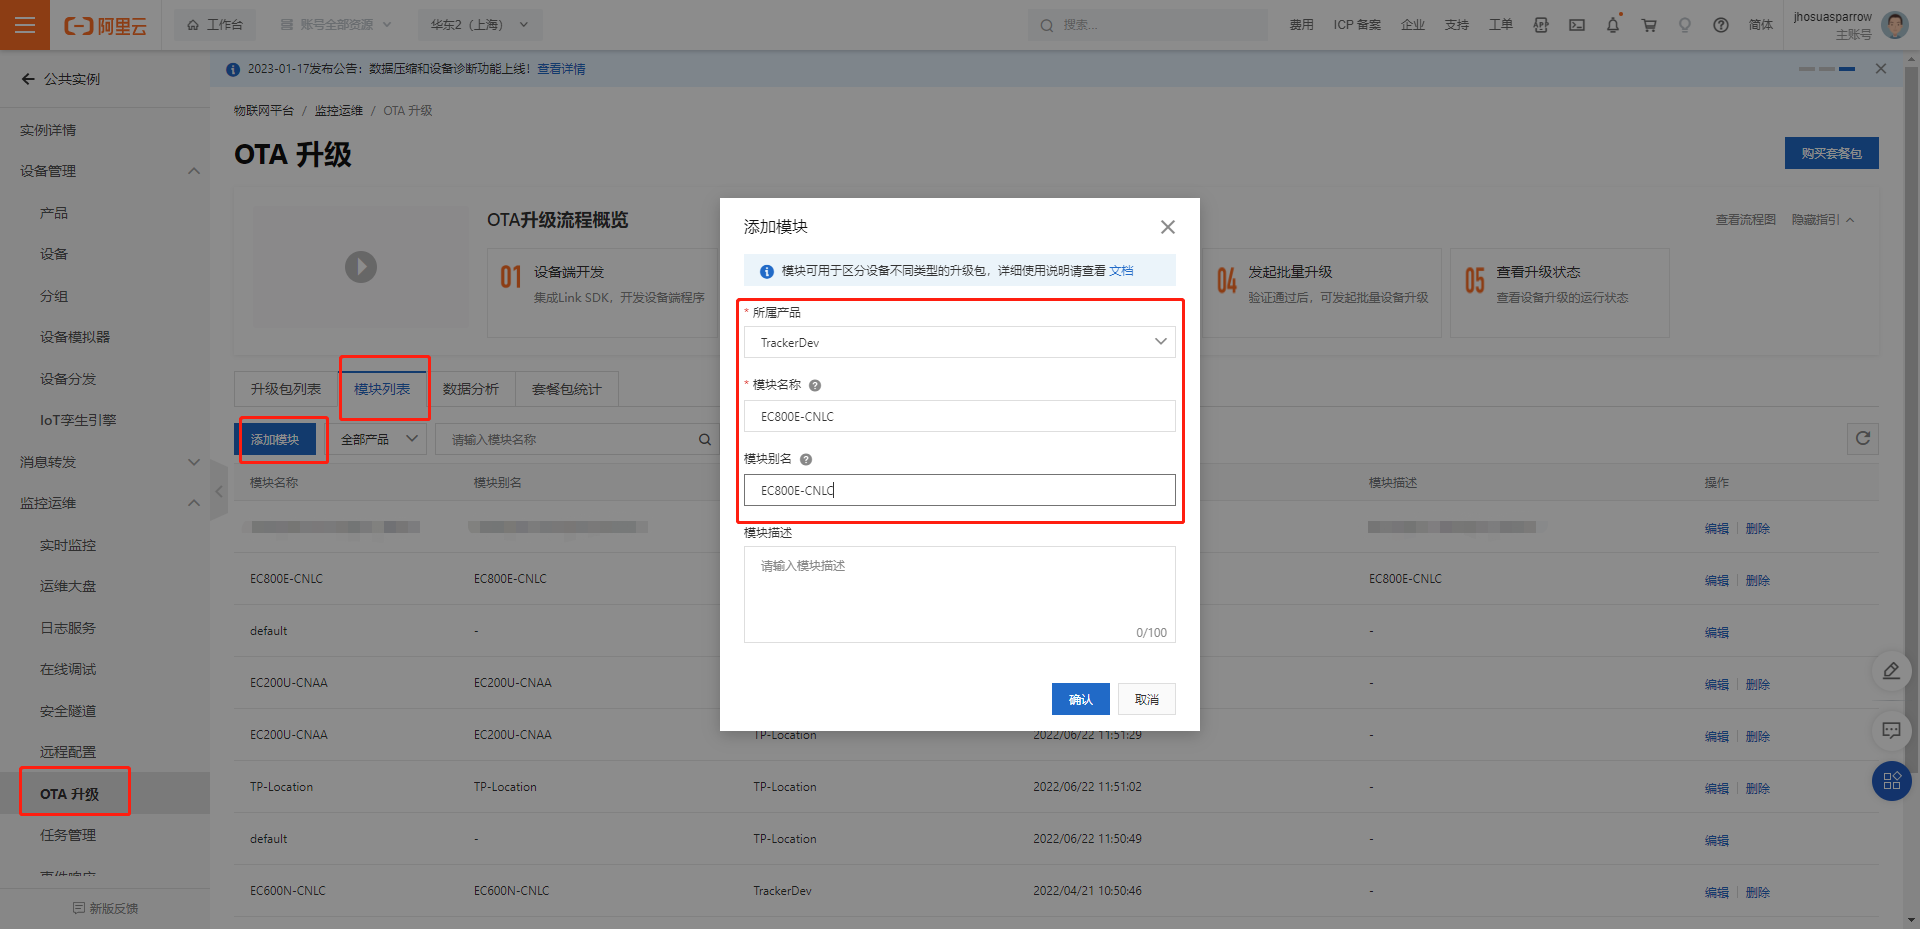 阿里云
工作台
账号全部资源
华东2（上海）
搜索...
费用
ICP 备案
企业
支持
工单
简体
jhosuasparrow
主账号
公共实例
2023-01-17发布公告：数据压缩和设备诊断功能上线！查看详情
物联网平台 / 监控运维 / OTA 升级
OTA 升级
购买套餐包
实例详情
设备管理
产品
设备
分组
设备模拟器
设备分发
IoT孪生引擎
消息转发
监控运维
实时监控
运维大盘
日志服务
在线调试
安全隧道
远程配置
OTA 升级
任务管理
新版反馈
OTA升级流程概览
查看流程图
隐藏指引
01 设备端开发
集成Link SDK，开发设备端程序
04 发起批量升级
验证通过后，可发起批量设备升级
05 查看升级状态
查看设备升级的运行状态
升级包列表
模块列表
数据分析
套餐包统计
添加模块
全部产品
请输入模块名称
模块名称 模块别名 模块描述 操作
编辑 删除
EC800E-CNLC EC800E-CNLC EC800E-CNLC 编辑 删除
default - - 编辑
EC200U-CNAA EC200U-CNAA - 编辑 删除
EC200U-CNAA EC200U-CNAA TP-Location 2022/06/22 11:51:29 - 编辑 删除
TP-Location TP-Location TP-Location 2022/06/22 11:51:02 - 编辑 删除
default - TP-Location 2022/06/22 11:50:49 - 编辑
EC600N-CNLC EC600N-CNLC TrackerDev 2022/04/21 10:50:46 - 编辑 删除
添加模块
模块可用于区分设备不同类型的升级包，详细使用说明请查看 文档
* 所属产品
TrackerDev
* 模块名称
EC800E-CNLC
模块别名
EC800E-CNLC
模块描述
请输入模块描述
0/100
确认
取消